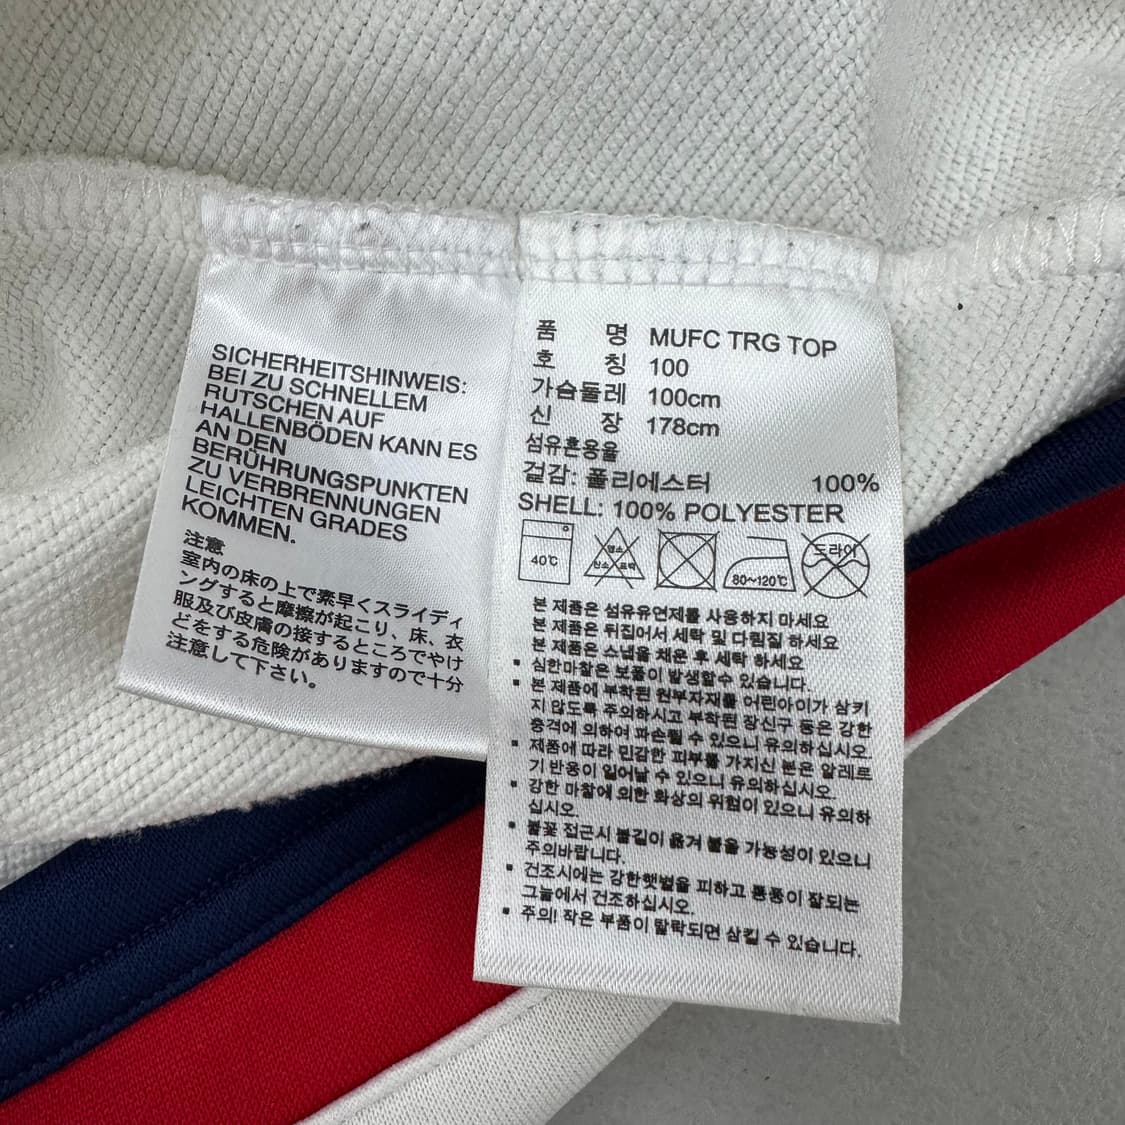 SICHERHEITSHINWEIS:
BEI ZU SCHNELLEM
RUTSCHEN AUF
HALLENBÖDEN KANN ES
AN DEN
BERÜHRUNGSPUNKTEN
ZU VERBRENNUNGEN
LEICHTEN GRADES
KOMMEN.
注意
室内の床の上で素早くスライディ
ングすると摩擦が起こり、床、衣
服及び皮膚の接するところでやけ
どをする危険がありますので十分
注意して下さい。
품 명 MUFC TRG TOP
호 칭 100
가슴둘레 100cm
신 장 178cm
섬유혼용율
겉감: 폴리에스터 100%
SHELL: 100% POLYESTER
40℃ 염소 산소표백 80~120℃ 드라이
본 제품은 섬유유연제를 사용하지 마세요
본 제품은 뒤집어서 세탁 및 다림질 하세요
본 제품은 스냅을 채운 후 세탁 하세요
▪ 심한마찰은 보풀이 발생할수 있습니다.
▪ 본 제품에 부착된 원부자재를 어린아이가 삼키
지 않도록 주의하시고 부착된 장신구 등은 강한
충격에 의하여 파손될 수 있으니 유의하십시오.
▪ 제품에 따라 민감한 피부를 가지신 분은 알레르
기 반응이 일어날 수 있으니 유의하십시오.
▪ 강한 마찰에 의한 화상의 위험이 있으니 유의하
십시오.
▪ 불꽃 접근시 불길이 옮겨 붙을 가능성이 있으니
주의바랍니다.
▪ 건조시에는 강한햇볕을 피하고 통풍이 잘되는
그늘에서 건조하십시오.
▪ 주의! 작은 부품이 탈락되면 삼킬 수 있습니다.